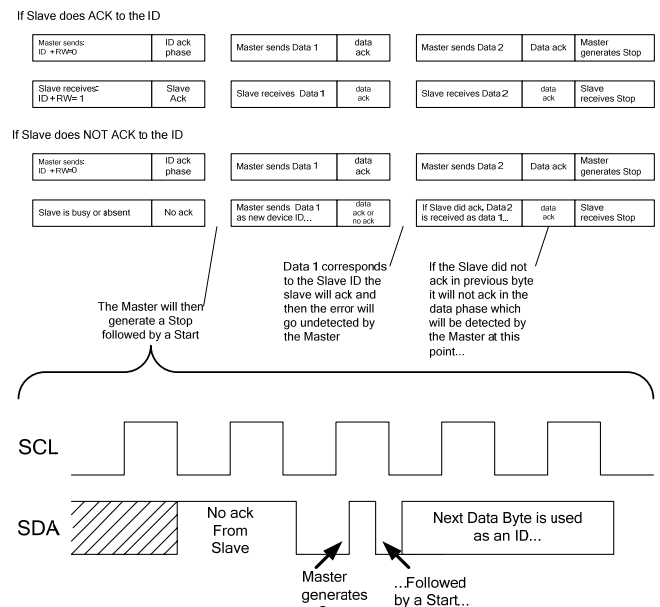 If Slave does ACK to the ID
Master sends:
ID +RW=0
ID ack
phase
Master sends Data 1
data
ack
Master sends Data 2
Data ack
Master
generates Stop
Slave receives:
ID+RW= 1
Slave
Ack
Slave receives Data 1
data
ack
Slave receives Data 2
data
ack
Slave
receives Stop
If Slave does NOT ACK to the ID
Master sends:
ID +RW=0
ID ack
phase
Master sends Data 1
data
ack
Master sends Data 2
Data ack
Master
generates Stop
Slave is busy or absent
No ack
Master sends Data 1
as new device ID...
data
ack or
no ack
If Slave did ack, Data2
is received as data 1...
data
ack
Slave
receives Stop
The Master will then
generate a Stop
followed by a Start
Data 1 corresponds
to the Slave ID the
slave will ack and
then the error will
go undetected by
the Master
If the Slave did not
ack in previous byte
it will not ack in the
data phase which
will be detected by
the Master at this
point...
SCL
SDA
No ack
From
Slave
Next Data Byte is used
as an ID...
Master
generates
...Followed
by a Start...